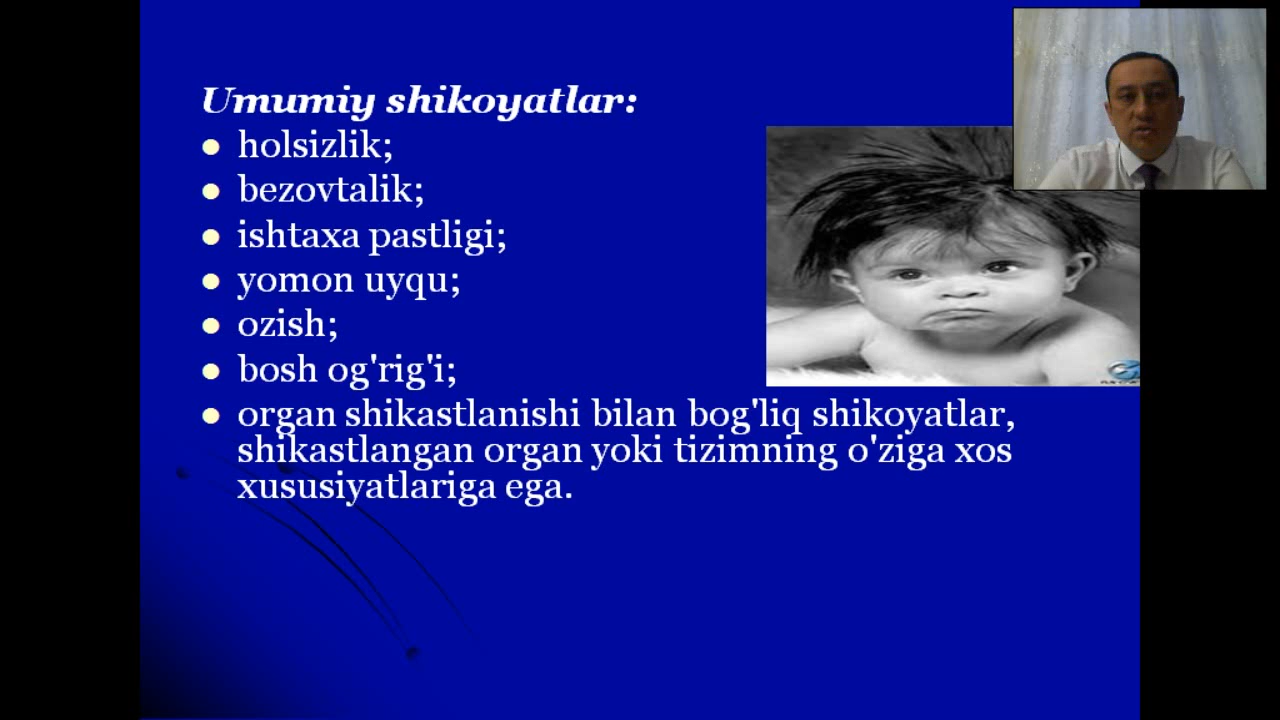 Umumiy shikoyatlar:
holsizlik;
bezovtalik;
ishtaxa pastligi;
yomon uyqu;
ozish;
bosh og'rig'i;
organ shikastlanishi bilan bog'liq shikoyatlar,
shikastlangan organ yoki tizimning o'ziga xos
xususiyatlariga ega.